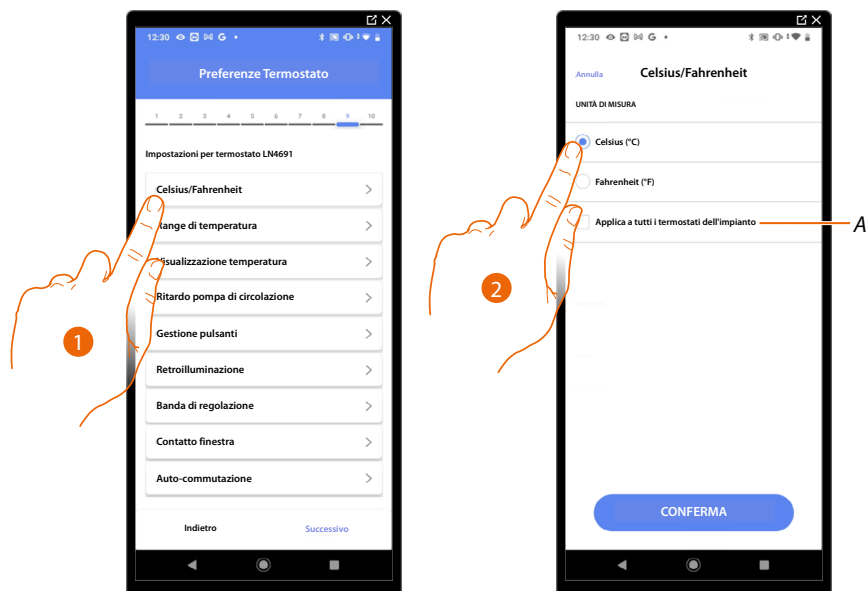 12:30 G
Preferenze Termostato
1 2 3 4 5 6 7 8 9 10
Impostazioni per termostato LN4691
Celsius/Fahrenheit
Range di temperatura
Visualizzazione temperatura
Ritardo pompa di circolazione
Gestione pulsanti
Retroilluminazione
Banda di regolazione
Contatto finestra
Auto-commutazione
Indietro
Successivo
1
12:30 G
Annulla
Celsius/Fahrenheit
UNITÀ DI MISURA
Celsius (°C)
Fahrenheit (°F)
Applica a tutti i termostati dell'impianto
A
2
CONFERMA